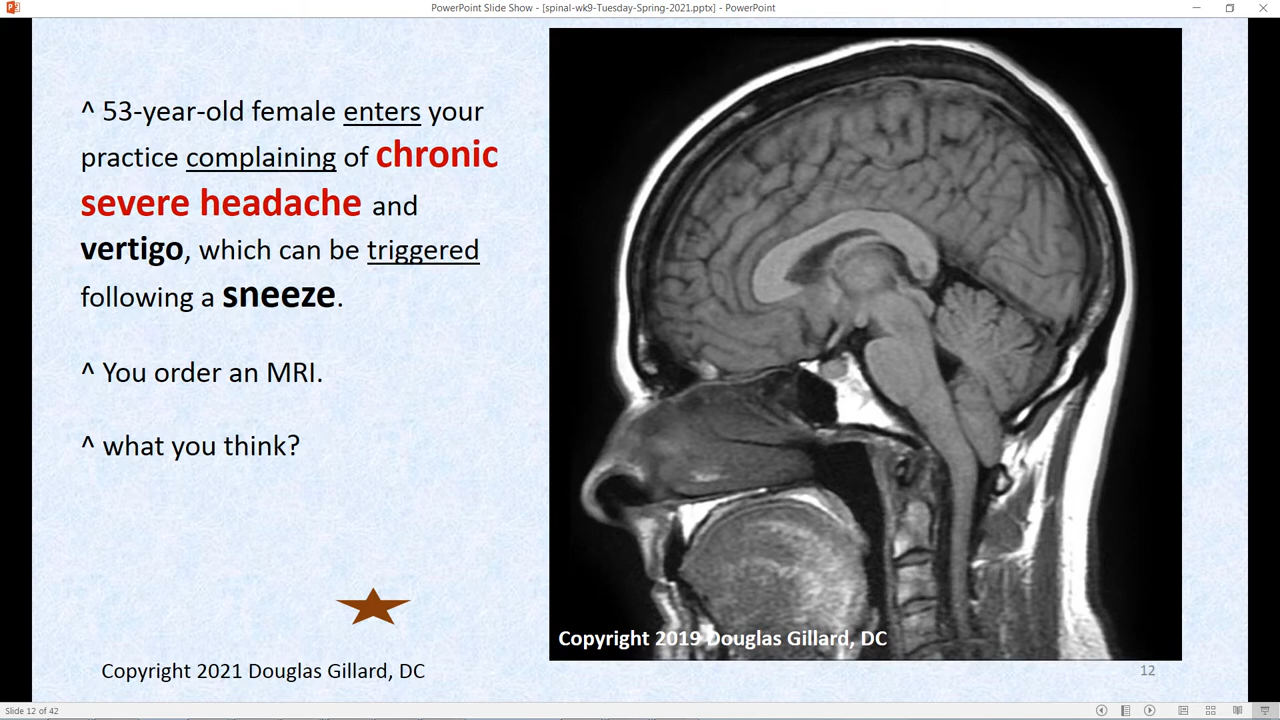 PowerPoint Slide Show - [spinal-wk9-Tuesday-Spring-2021.pptx] - PowerPoint
^ 53-year-old female enters your
practice complaining of chronic
severe headache and
vertigo, which can be triggered
following a sneeze.
^ You order an MRI.
^ what you think?
Copyright 2019 Douglas Gillard, DC
Copyright 2021 Douglas Gillard, DC
12
Slide 12 of 42